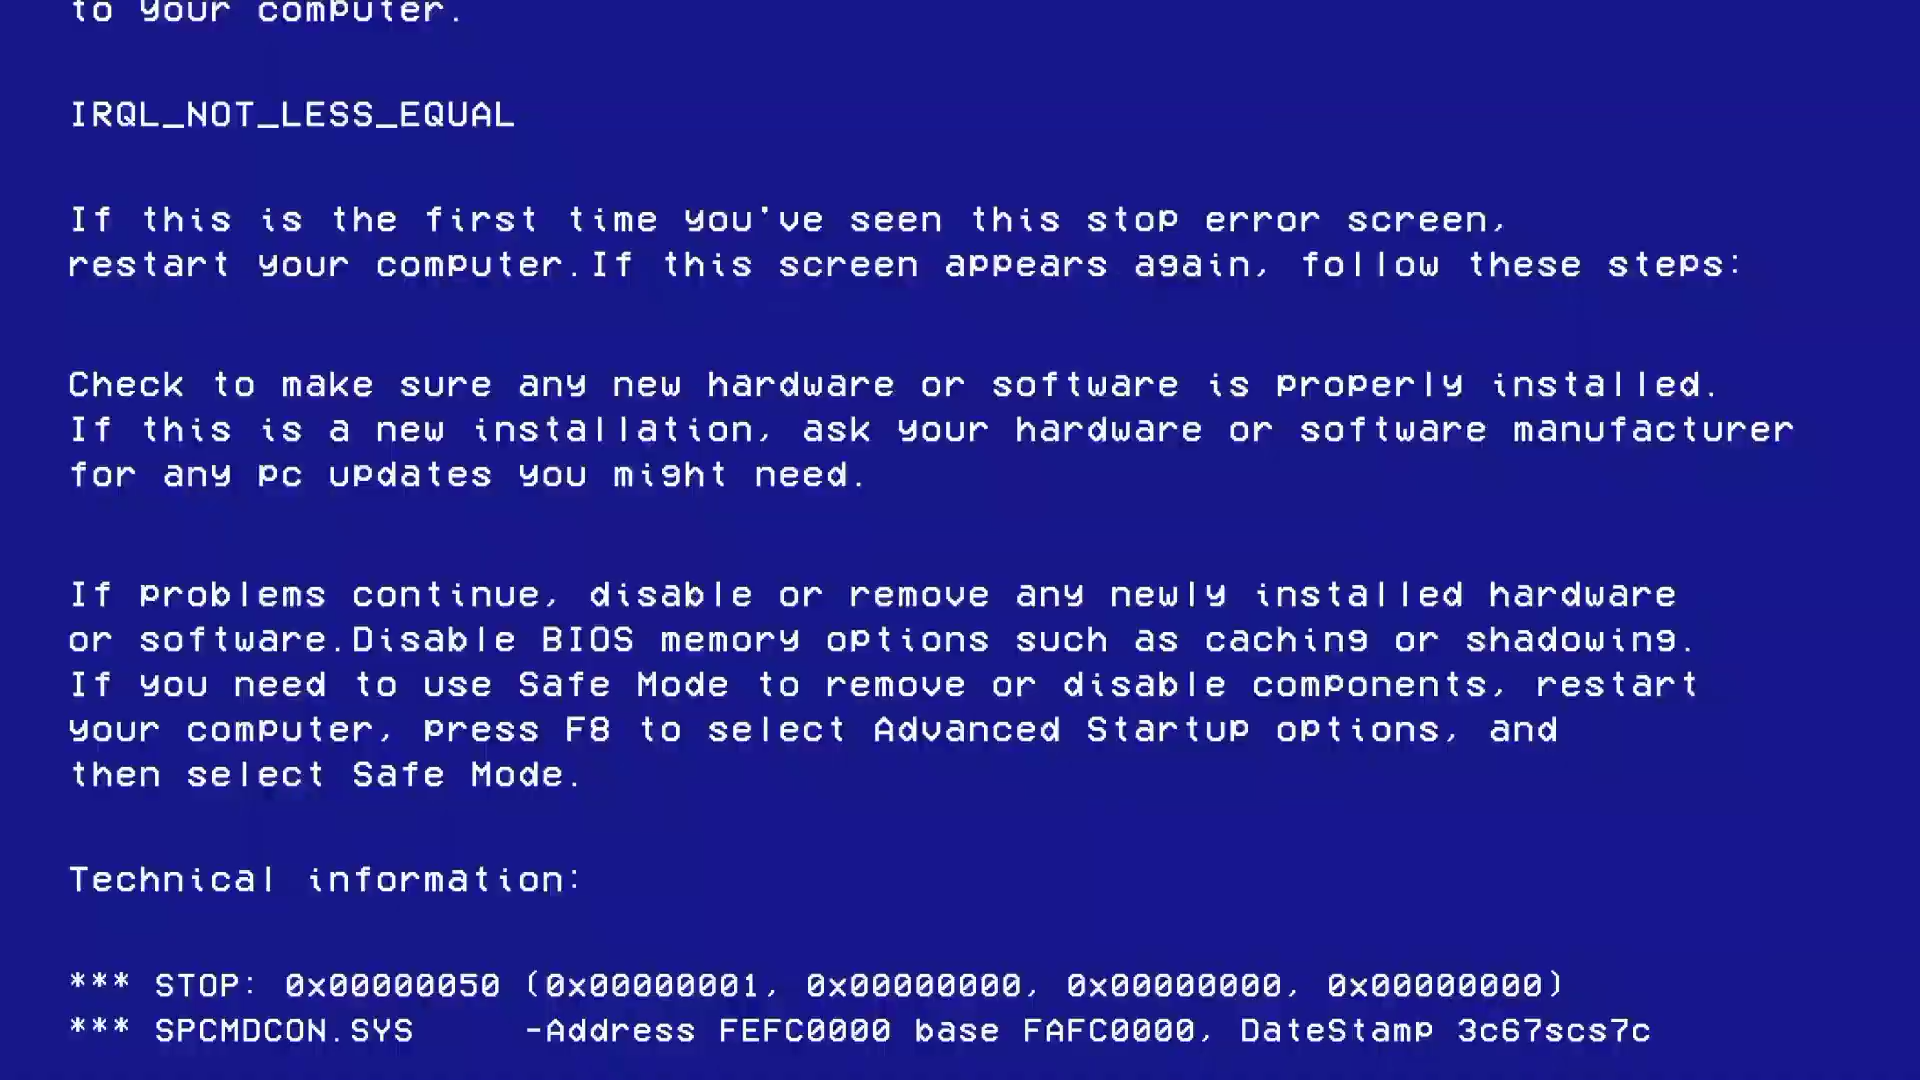 to your computer.
IRQL_NOT_LESS_EQUAL
If this is the first time you've seen this stop error screen,
restart your computer.If this screen appears again, follow these steps:
Check to make sure any new hardware or software is properly installed.
If this is a new installation, ask your hardware or software manufacturer
for any pc updates you might need.
If problems continue, disable or remove any newly installed hardware
or software.Disable BIOS memory options such as caching or shadowing.
If you need to use Safe Mode to remove or disable components, restart
your computer, press F8 to select Advanced Startup options, and
then select Safe Mode.
Technical information:
*** STOP: 0x00000050 (0x00000001, 0x00000000, 0x00000000, 0x00000000)
*** SPCMDCON.SYS -Address FEFC0000 base FAFC0000, DateStamp 3c67scs7c